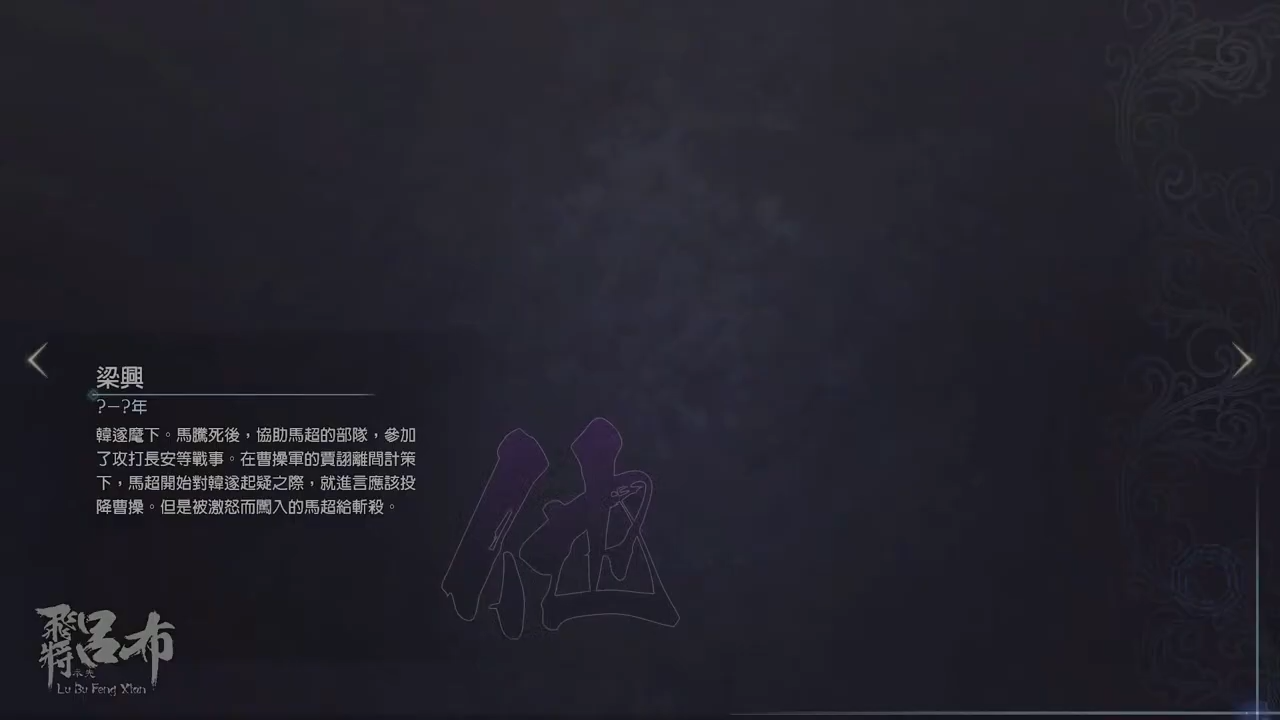 梁興
?－?年
韓遂麾下。馬騰死後，協助馬超的部隊，參加
了攻打長安等戰事。在曹操軍的賈詡離間計策
下，馬超開始對韓遂起疑之際，就進言應該投
降曹操。但是被激怒而闖入的馬超給斬殺。
他
飛將 呂布
Lu Bu Feng Xian